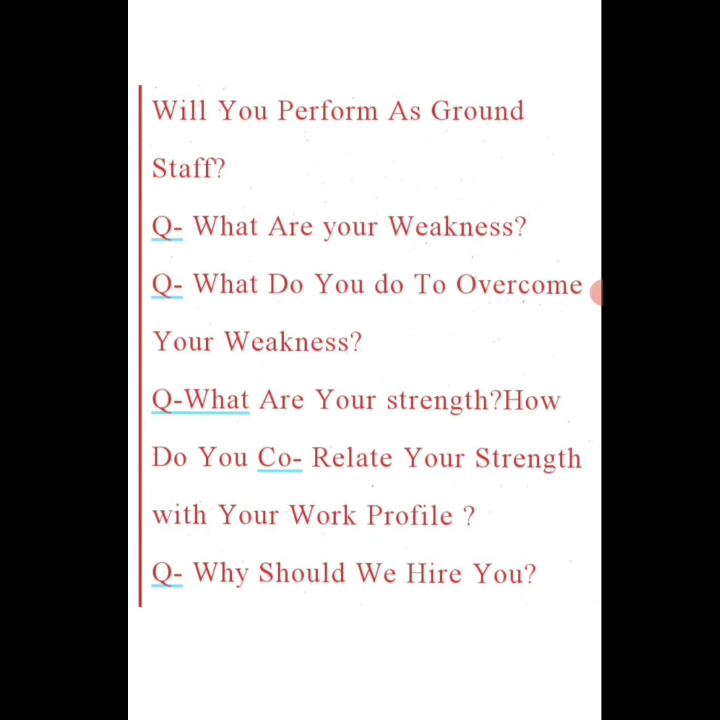 Will You Perform As Ground
Staff?
Q- What Are your Weakness?
Q- What Do You do To Overcome
Your Weakness?
Q-What Are Your strength?How
Do You Co- Relate Your Strength
with Your Work Profile ?
Q- Why Should We Hire You?